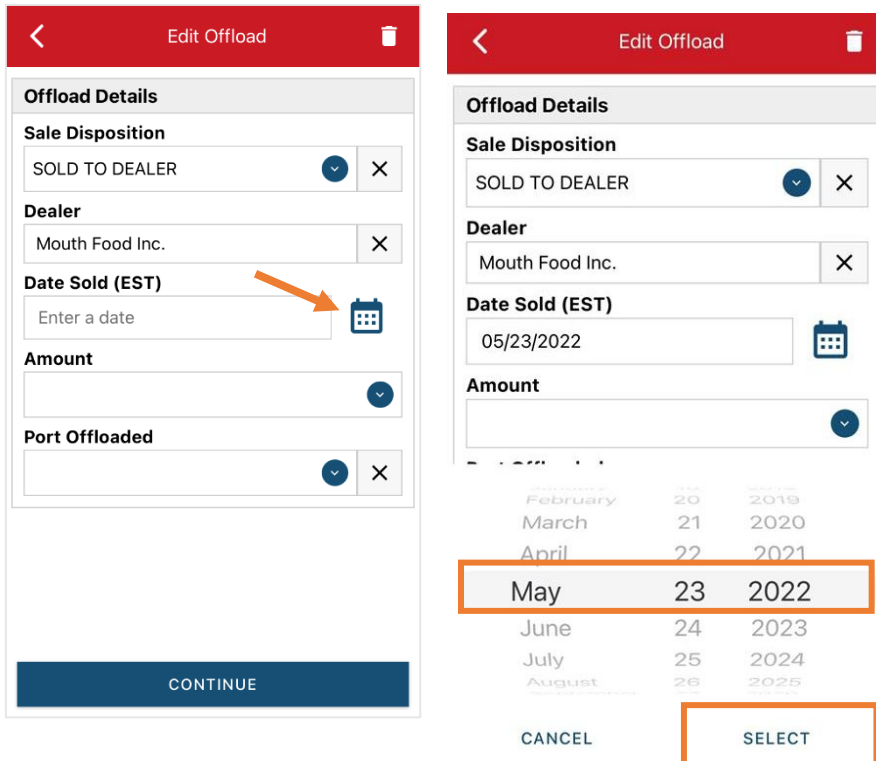 Edit Offload
Offload Details
Sale Disposition
SOLD TO DEALER
Dealer
Mouth Food Inc.
Date Sold (EST)
Enter a date
Amount
Port Offloaded
CONTINUE
Edit Offload
Offload Details
Sale Disposition
SOLD TO DEALER
Dealer
Mouth Food Inc.
Date Sold (EST)
05/23/2022
Amount
February 20 2019
March 21 2020
April 22 2021
May 23 2022
June 24 2023
July 25 2024
August 26 2025
CANCEL SELECT